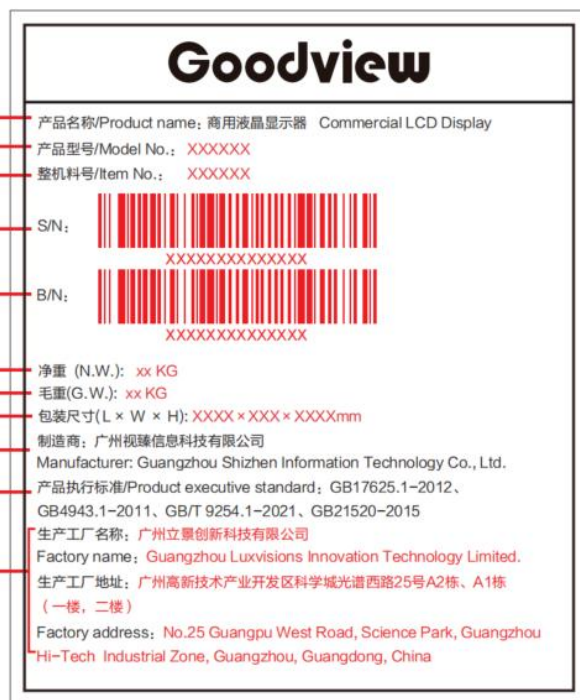 Goodview
产品名称/Product name：商用液晶显示器 Commercial LCD Display
产品型号/Model No.： XXXXXX
整机料号/Item No.： XXXXXX
S/N：
XXXXXXXXXXXXXX
B/N：
XXXXXXXXXXXXXX
净重 (N.W.)： xx KG
毛重(G.W.): xx KG
包装尺寸(L × W × H): XXXX×XXX×XXXXmm
制造商：广州视臻信息科技有限公司
Manufacturer: Guangzhou Shizhen Information Technology Co., Ltd.
产品执行标准/Product executive standard：GB17625.1-2012、
GB4943.1-2011、GB/T 9254.1-2021、GB21520-2015
生产工厂名称：广州立景创新科技有限公司
Factory name：Guangzhou Luxvisions Innovation Technology Limited.
生产工厂地址：广州高新技术产业开发区科学城光谱西路25号A2栋、A1栋
（一楼，二楼）
Factory address：No.25 Guangpu West Road, Science Park, Guangzhou
Hi-Tech Industrial Zone, Guangzhou, Guangdong, China